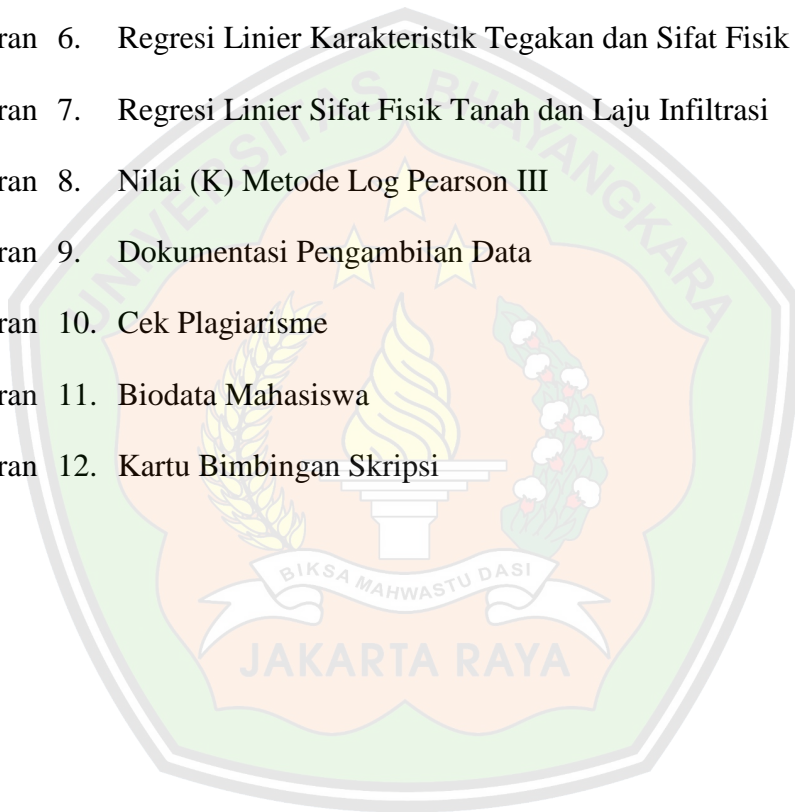 ran 6. Regresi Linier Karakteristik Tegakan dan Sifat Fisik
ran 7. Regresi Linier Sifat Fisik Tanah dan Laju Infiltrasi
ran 8. Nilai (K) Metode Log Pearson III
ran 9. Dokumentasi Pengambilan Data
ran 10. Cek Plagiarisme
ran 11. Biodata Mahasiswa
ran 12. Kartu Bimbingan Skripsi
UNIVERSITAS BHAYANGKARA
BIKSA MAHWASTU DASI
JAKARTA RAYA